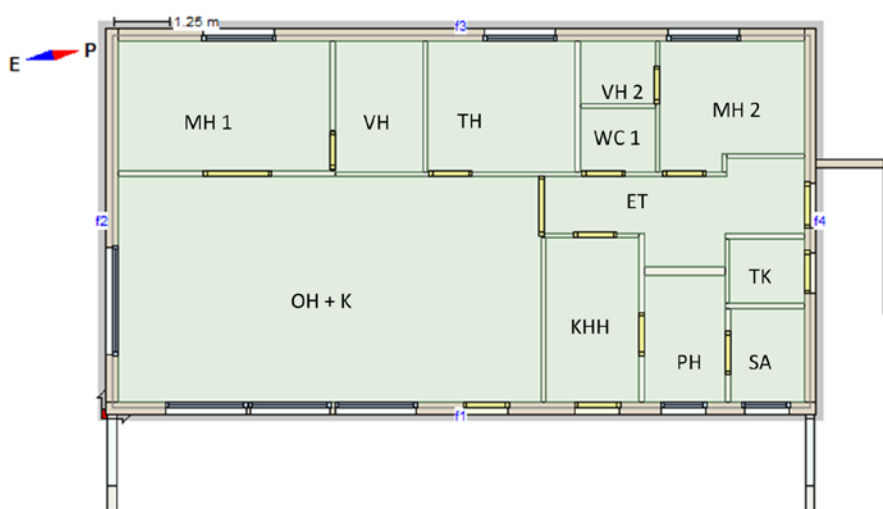 1.25 m
f3
E
P
MH 1
VH
TH
VH 2
WC 1
MH 2
ET
f2
f4
OH + K
TK
KHH
PH
SA
f1